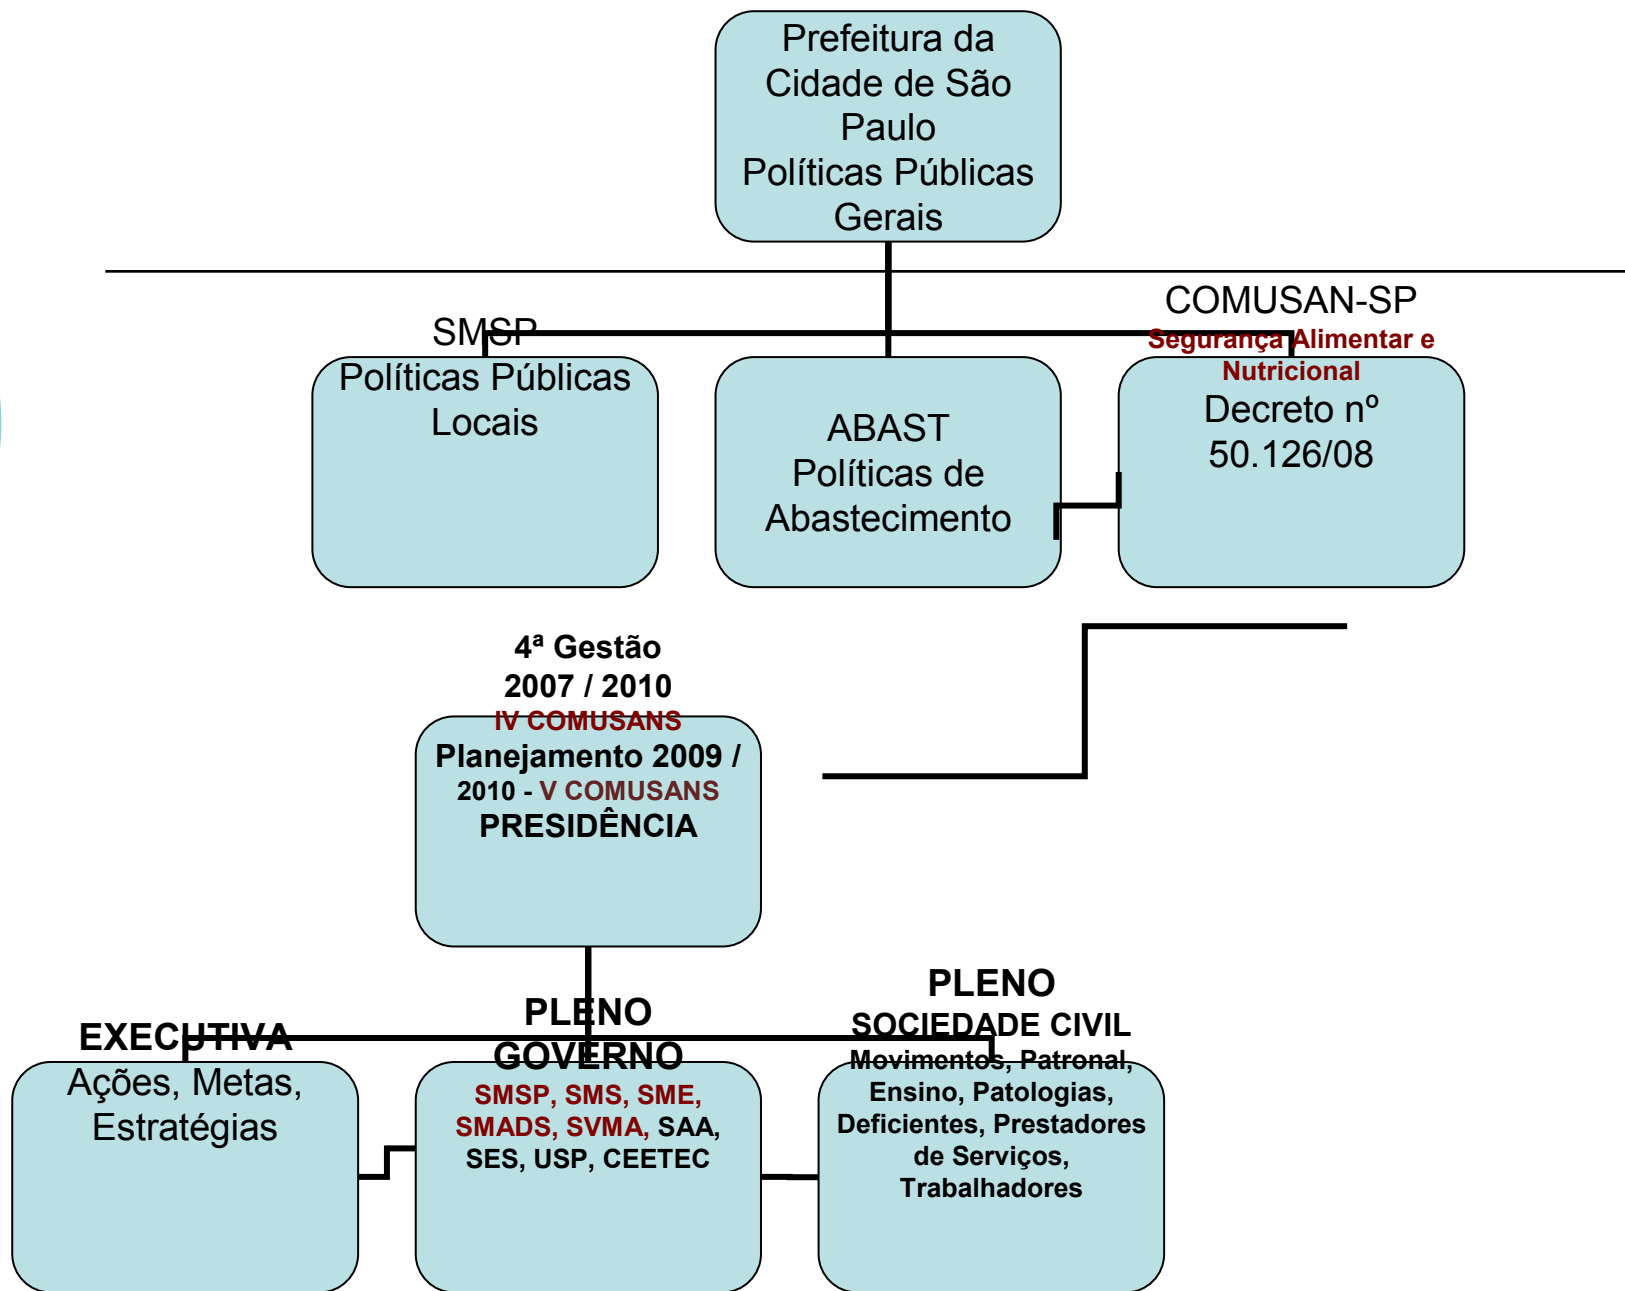 Prefeitura da
Cidade de São
Paulo
Políticas Públicas
Gerais
SMSP
Políticas Públicas
Locais
ABAST
Políticas de
Abastecimento
COMUSAN-SP
Segurança Alimentar e
Nutricional
Decreto nº
50.126/08
4ª Gestão
2007 / 2010
IV COMUSANS
Planejamento 2009 /
2010 - V COMUSANS
PRESIDÊNCIA
EXECUTIVA
Ações, Metas,
Estratégias
PLENO
GOVERNO
SMSP, SMS, SME,
SMADS, SVMA, SAA,
SES, USP, CEETEC
PLENO
SOCIEDADE CIVIL
Movimentos, Patronal,
Ensino, Patologias,
Deficientes, Prestadores
de Serviços,
Trabalhadores